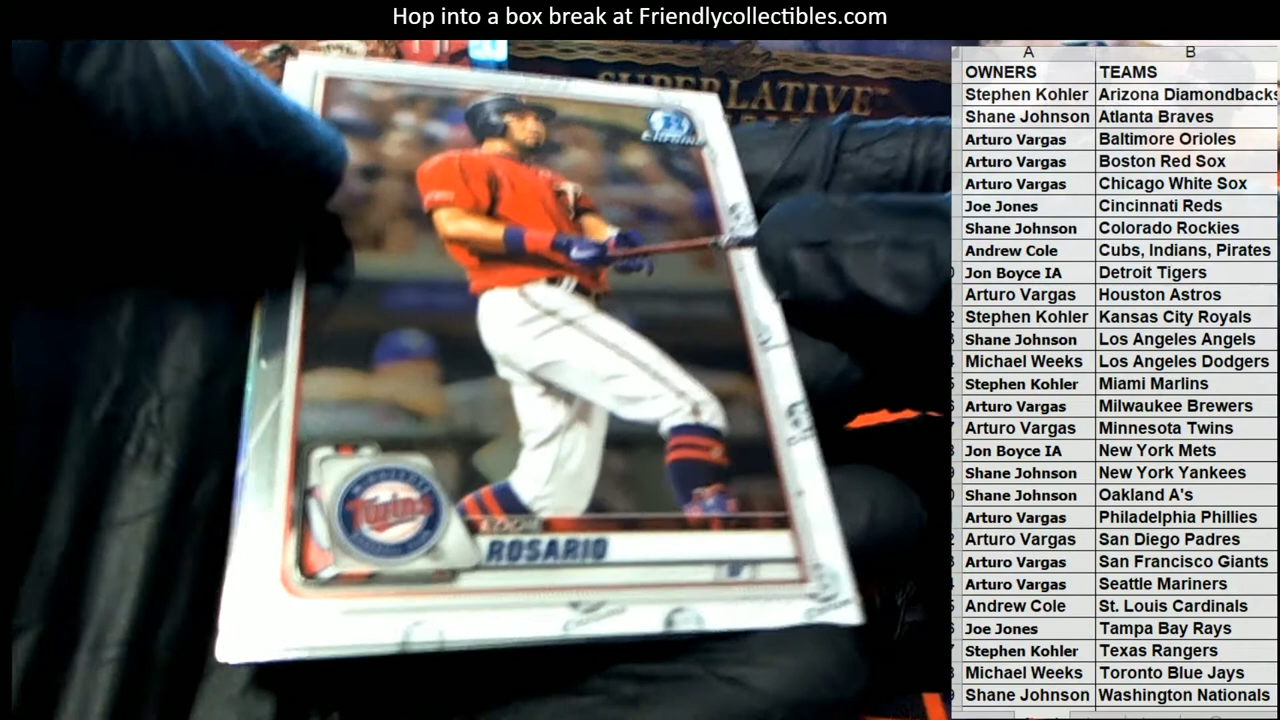 Hop into a box break at Friendlycollectibles.com
SUPERLATIVE
CHROME
Twins
ROSARIO
A B
OWNERS TEAMS
Stephen Kohler Arizona Diamondbacks
Shane Johnson Atlanta Braves
Arturo Vargas Baltimore Orioles
Arturo Vargas Boston Red Sox
Arturo Vargas Chicago White Sox
Joe Jones Cincinnati Reds
Shane Johnson Colorado Rockies
Andrew Cole Cubs, Indians, Pirates
Jon Boyce IA Detroit Tigers
Arturo Vargas Houston Astros
Stephen Kohler Kansas City Royals
Shane Johnson Los Angeles Angels
Michael Weeks Los Angeles Dodgers
Stephen Kohler Miami Marlins
Arturo Vargas Milwaukee Brewers
Arturo Vargas Minnesota Twins
Jon Boyce IA New York Mets
Shane Johnson New York Yankees
Shane Johnson Oakland A's
Arturo Vargas Philadelphia Phillies
Arturo Vargas San Diego Padres
Arturo Vargas San Francisco Giants
Arturo Vargas Seattle Mariners
Andrew Cole St. Louis Cardinals
Joe Jones Tampa Bay Rays
Stephen Kohler Texas Rangers
Michael Weeks Toronto Blue Jays
Shane Johnson Washington Nationals